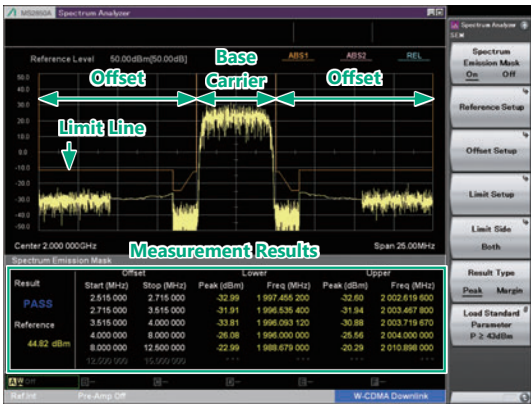 MS2690A Spectrum Analyzer
Spectrum Analyzer
SEM
Reference Level 50.00dBm[50.00dB] ABS1 ABS2 REL
Offset Base Carrier Offset
Limit Line
50.0
40.0
30.0
20.0
10.0
0.0
-10.0
-20.0
-30.0
-40.0
-50.0
Center 2.000 000GHz Span 25.00MHz
Measurement Results
Spectrum Emission Mask
Offset Lower Upper
Result Start (MHz) Stop (MHz) Peak (dBm) Freq (MHz) Peak (dBm) Freq (MHz)
PASS
Reference
44.82 dBm
2.515 000 2.715 000 -32.99 1 997.455 200 -32.60 2 002.619 600
2.715 000 3.515 000 -31.91 1 996.535 400 -31.94 2 003.467 800
3.515 000 4.000 000 -33.81 1 996.093 120 -30.88 2 003.719 670
4.000 000 8.000 000 -26.08 1 996.000 000 -25.56 2 004.000 000
8.000 000 12.500 000 -22.99 1 988.679 000 -20.29 2 010.898 000
12.500 000 15.000 000 *** *** *** ***
Off
Ref.Int Pre-Amp Off W-CDMA Downlink
Spectrum
Emission Mask
On Off
Reference Setup
Offset Setup
Limit Setup
Limit Side
Both
Result Type
Peak Margin
Load Standard
Parameter
P ≥ 43dBm